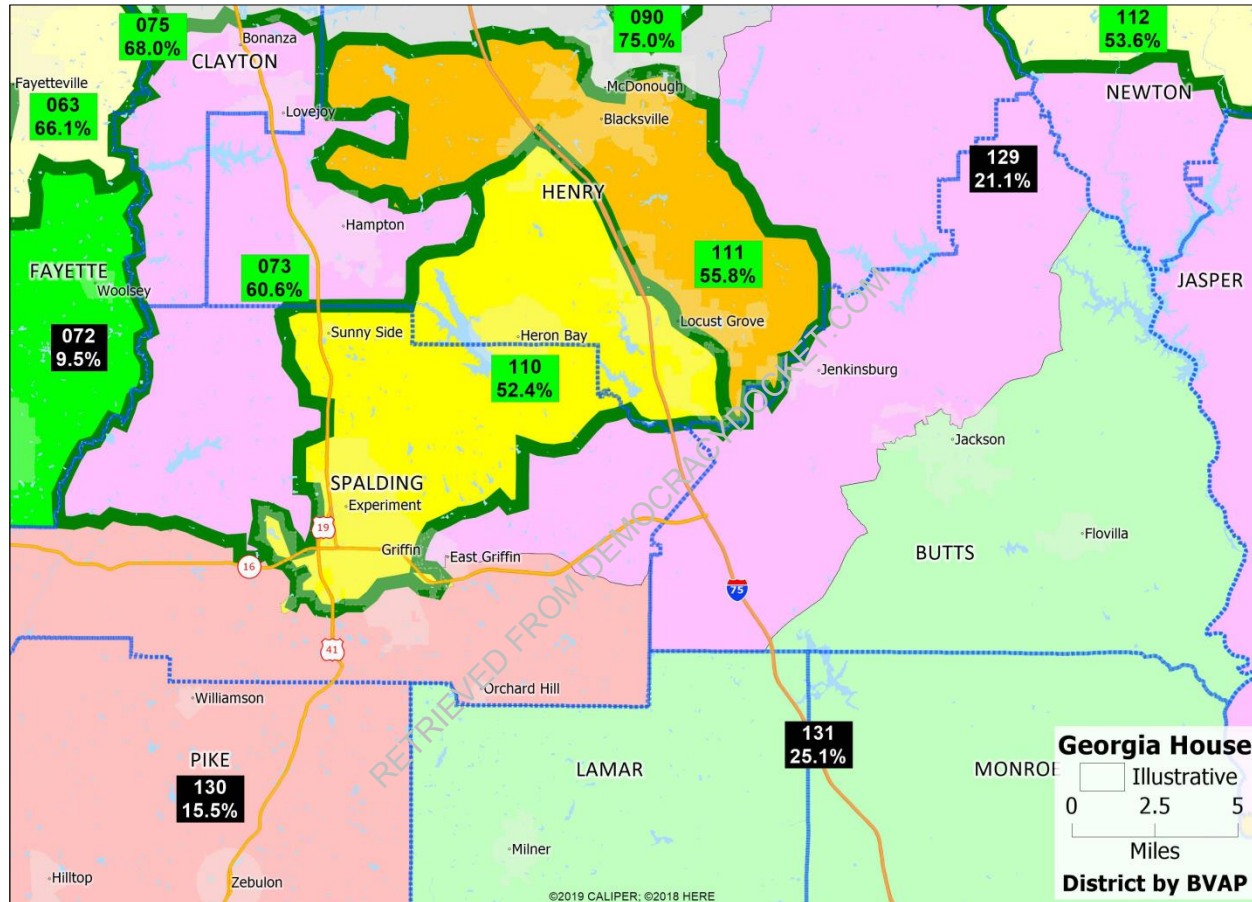 075
68.0%
090
75.0%
112
53.6%
Bonanza
CLAYTON
Fayetteville
McDonough
NEWTON
063
66.1%
Lovejoy
Blacksville
129
21.1%
HENRY
Hampton
111
55.8%
FAYETTE
Woolsey
073
60.6%
JASPER
072
9.5%
Sunny Side
Heron Bay
Locust Grove
110
52.4%
Jenkinsburg
Jackson
SPALDING
Experiment
19
Griffin
East Griffin
16
BUTTS
Flovilla
75
41
RETRIEVED FROM DEMOCRACYDOCKET.COM
Williamson
Orchard Hill
131
25.1%
PIKE
130
15.5%
LAMAR
MONROE
Georgia House
Illustrative
0 2.5 5
Miles
District by BVAP
Milner
Hilltop
Zebulon
©2019 CALIPER; ©2018 HERE